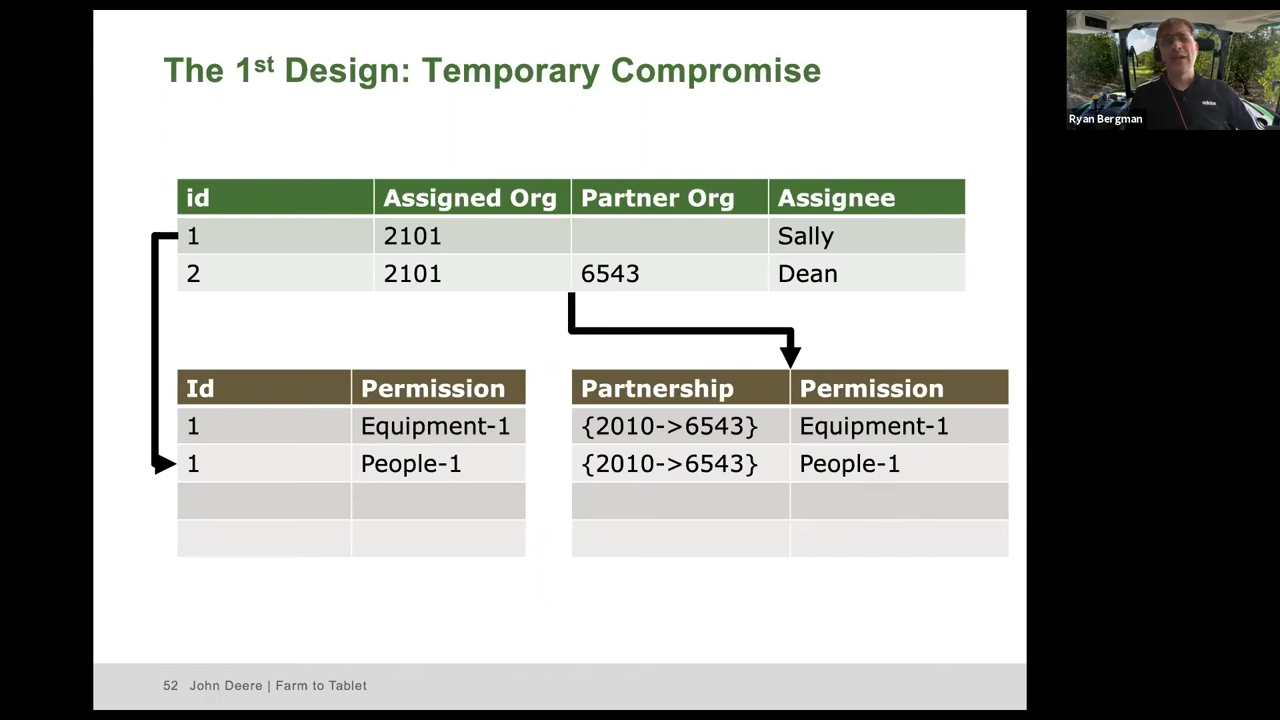 The 1st Design: Temporary Compromise
Ryan Bergman
id Assigned Org Partner Org Assignee
1 2101 Sally
2 2101 6543 Dean
Id Permission
1 Equipment-1
1 People-1
Partnership Permission
{2010->6543} Equipment-1
{2010->6543} People-1
52 John Deere | Farm to Tablet